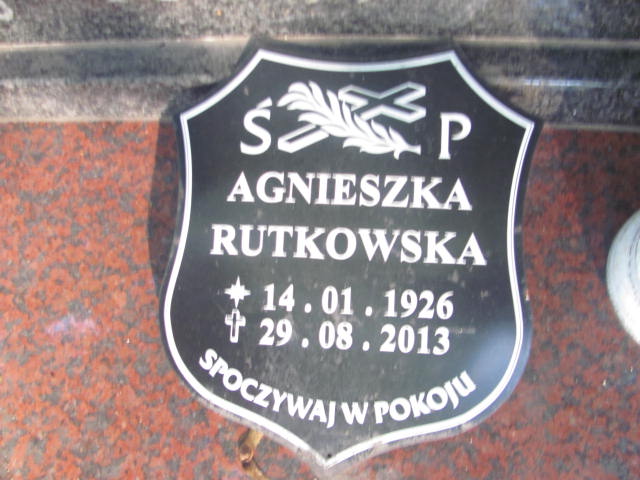 Ś P
AGNIESZKA
RUTKOWSKA
14.01.1926
29.08.2013
SPOCZYWAJ W POKOJU